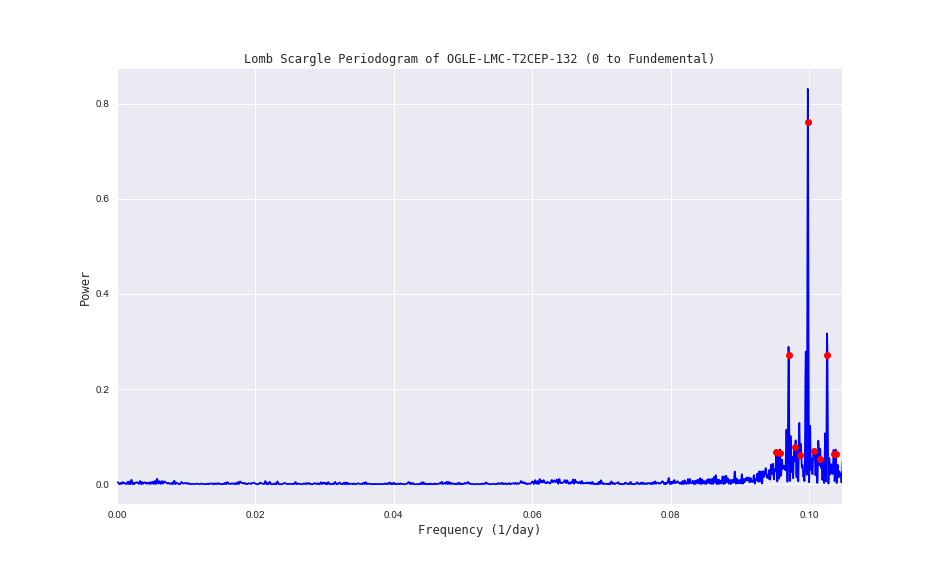 Lomb Scargle Periodogram of OGLE-LMC-T2CEP-132 (0 to Fundemental)
0.8
0.6
0.4
0.2
0.0
Power
0.00 0.02 0.04 0.06 0.08 0.10
Frequency (1/day)